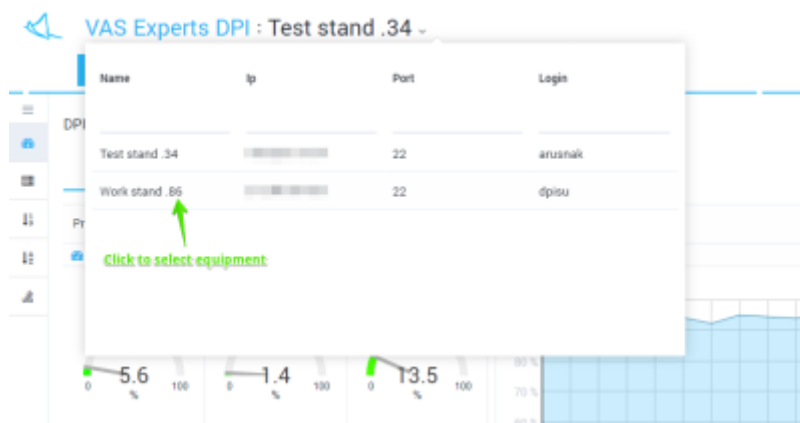 VAS Experts DPI : Test stand .34
Name Ip Port Login
DPI
Test stand .34 22 arusnak
Work stand .86 22 dpisu
Pr
Click to select equipment
5.6 1.4 13.5
0 100 0 100 0 100
% % %
80 %
70 %
60 %